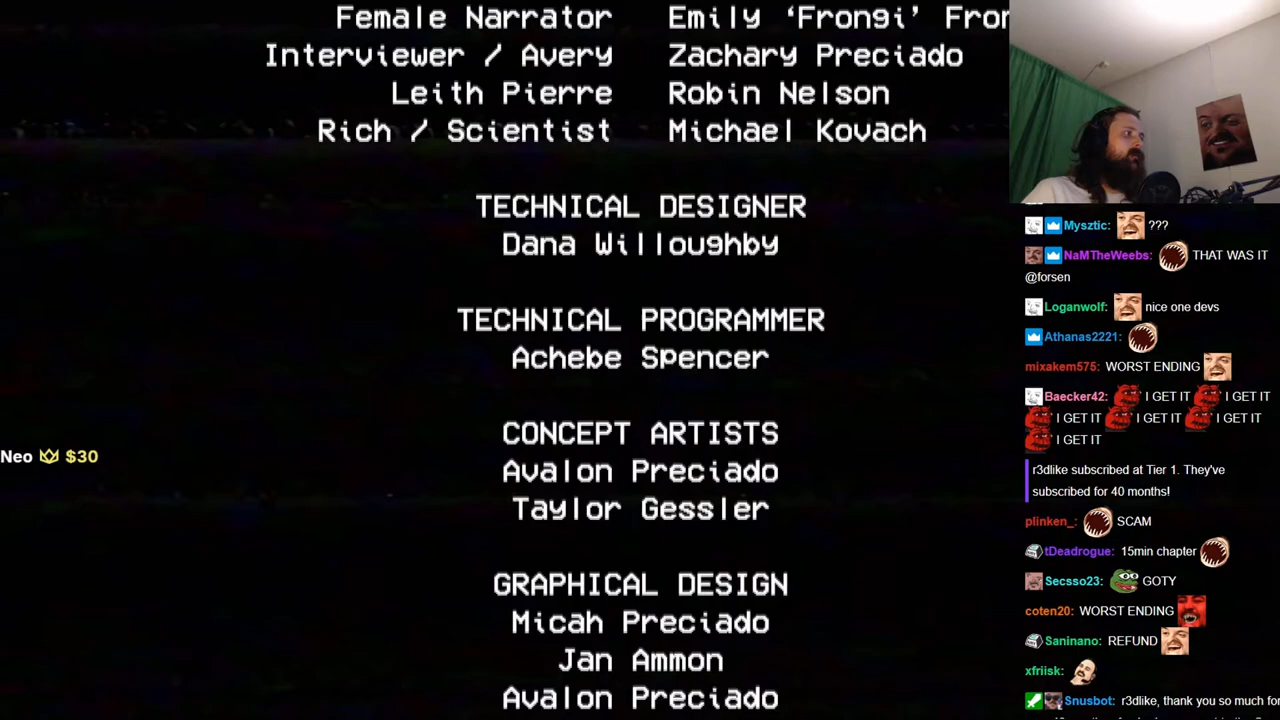 Female Narrator Emily ‘Frongi’ Fron
Interviewer / Avery Zachary Preciado
Leith Pierre Robin Nelson
Rich / Scientist Michael Kovach
TECHNICAL DESIGNER
Dana Willoughby
TECHNICAL PROGRAMMER
Achebe Spencer
CONCEPT ARTISTS
Avalon Preciado
Taylor Gessler
GRAPHICAL DESIGN
Micah Preciado
Jan Ammon
Avalon Preciado
Neo $30
Mysztic: ???
NaMTheWeebs: THAT WAS IT
@forsen
Loganwolf: nice one devs
Athanas2221:
mixakem575: WORST ENDING
Baecker42: I GET IT I GET IT
I GET IT I GET IT I GET IT
I GET IT
r3dlike subscribed at Tier 1. They've
subscribed for 40 months!
plinken_: SCAM
tDeadrogue: 15min chapter
Secsso23: GOTY
coten20: WORST ENDING
Saninano: REFUND
xfriisk:
Snusbot: r3dlike, thank you so much for